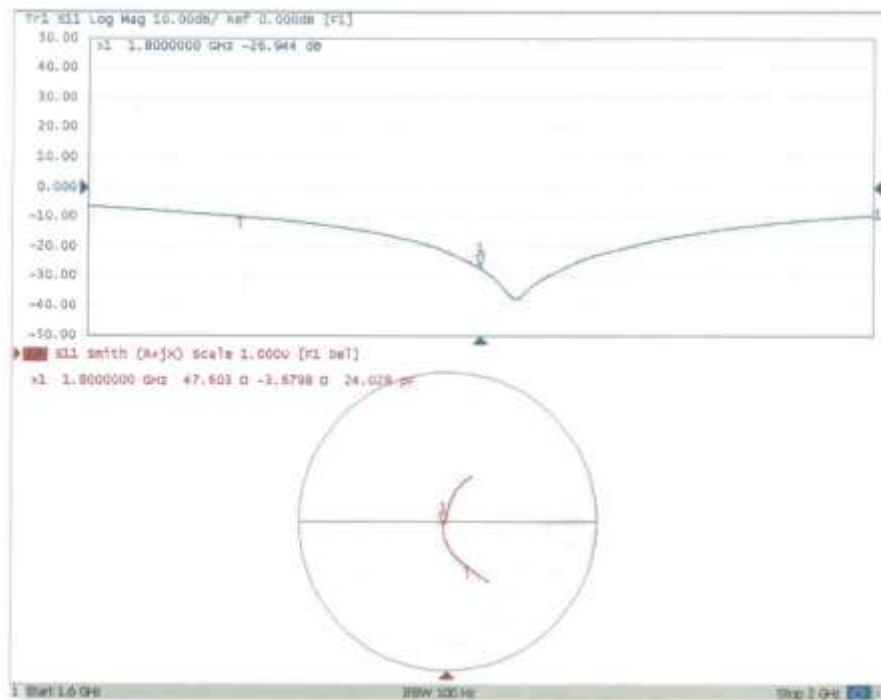 Tr1 S11 Log Mag 10.00dB/ Ref 0.000dB [F1]
50.00
>1 1.8000000 GHz -26.944 dB
40.00
30.00
20.00
10.00
0.000
-10.00
1
-20.00
-30.00
-40.00
-50.00
S11 Smith (R+jX) Scale 1.000U [F1 Del]
>1 1.8000000 GHz 47.603 Ω -3.6798 Ω 24.028 pF
1
1 Start 1.6 GHz
IFBW 100 Hz
Stop 2 GHz